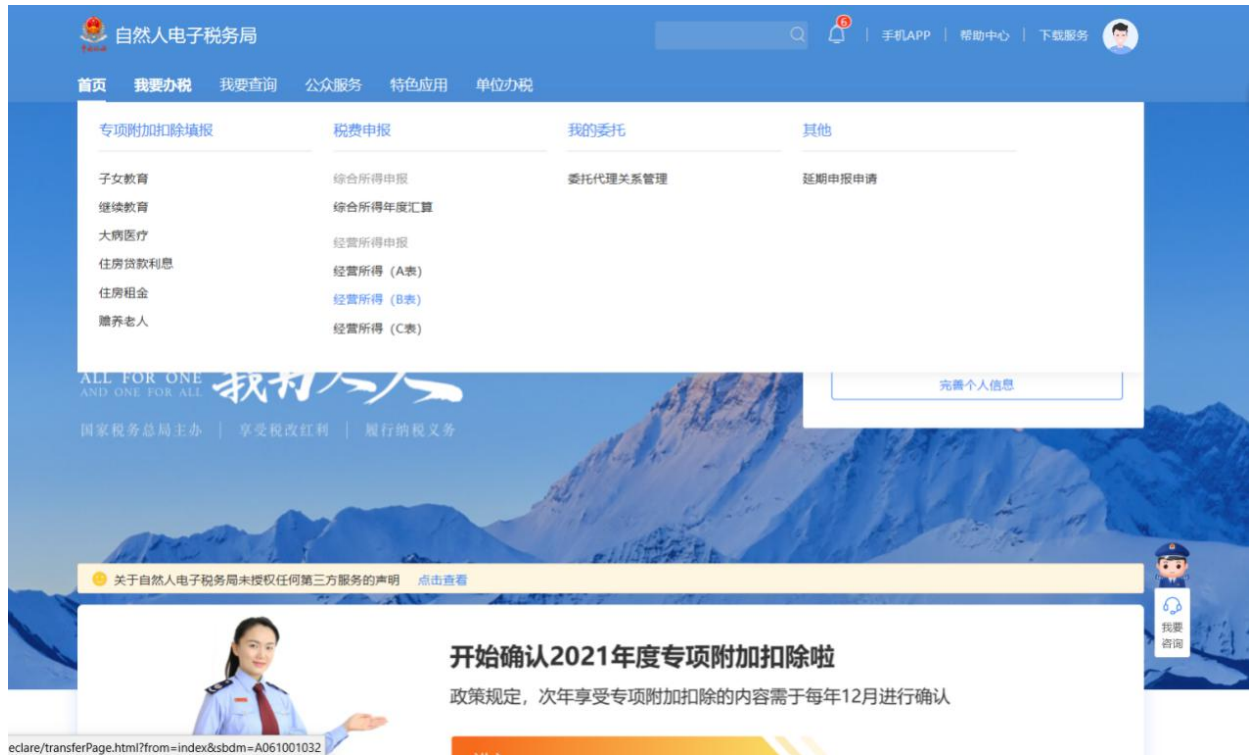 自然人电子税务局
6
手机APP | 帮助中心 | 下载服务
首页 我要办税 我要查询 公众服务 特色应用 单位办税
专项附加扣除填报 税费申报 我的委托 其他
子女教育 综合所得申报 委托代理关系管理 延期申报申请
继续教育 综合所得年度汇算
大病医疗 经营所得申报
住房贷款利息 经营所得（A表）
住房租金 经营所得（B表）
赡养老人 经营所得（C表）
ALL FOR ONE
AND ONE FOR ALL
我为人人
完善个人信息
国家税务总局主办 | 享受税改红利 | 履行纳税义务
关于自然人电子税务局未授权任何第三方服务的声明 点击查看
我要
咨询
开始确认2021年度专项附加扣除啦
政策规定，次年享受专项附加扣除的内容需于每年12月进行确认
eclare/transferPage.html?from=index&sbdm=A061001032